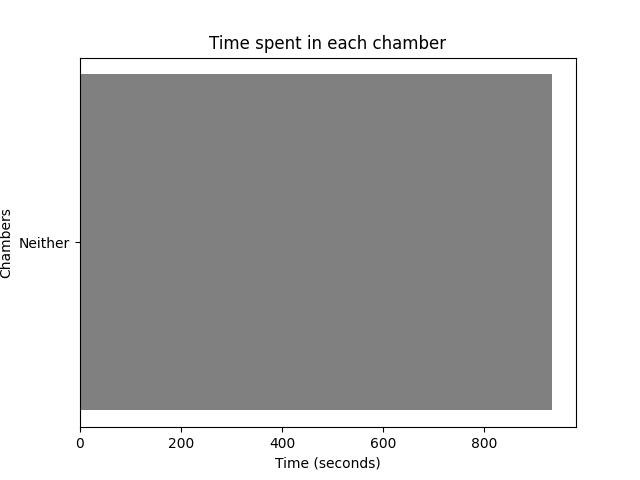 Time spent in each chamber
Chambers
Neither
0 200 400 600 800
Time (seconds)